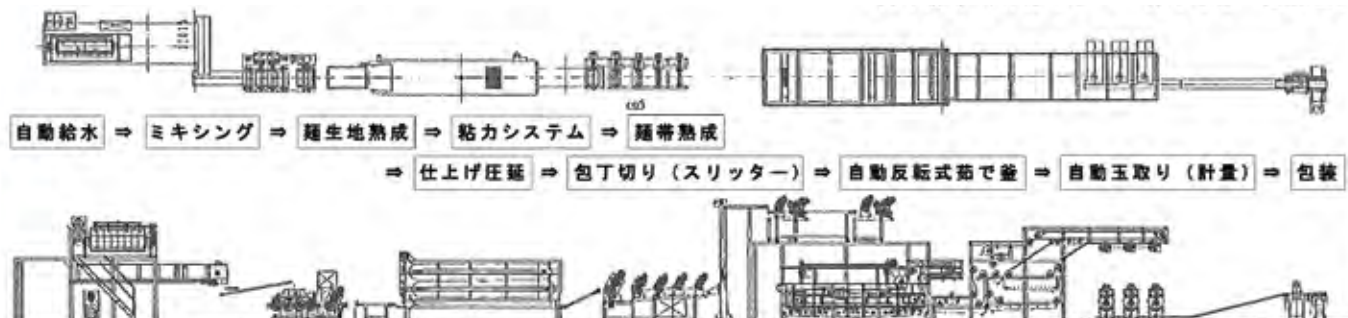 自動給水 ⇒ ミキシング ⇒ 麺生地熟成 ⇒ 粘力システム ⇒ 麺帯熟成
⇒ 仕上げ圧延 ⇒ 包丁切り（スリッター） ⇒ 自動反転式茹で釜 ⇒ 自動玉取り（計量） ⇒ 包装